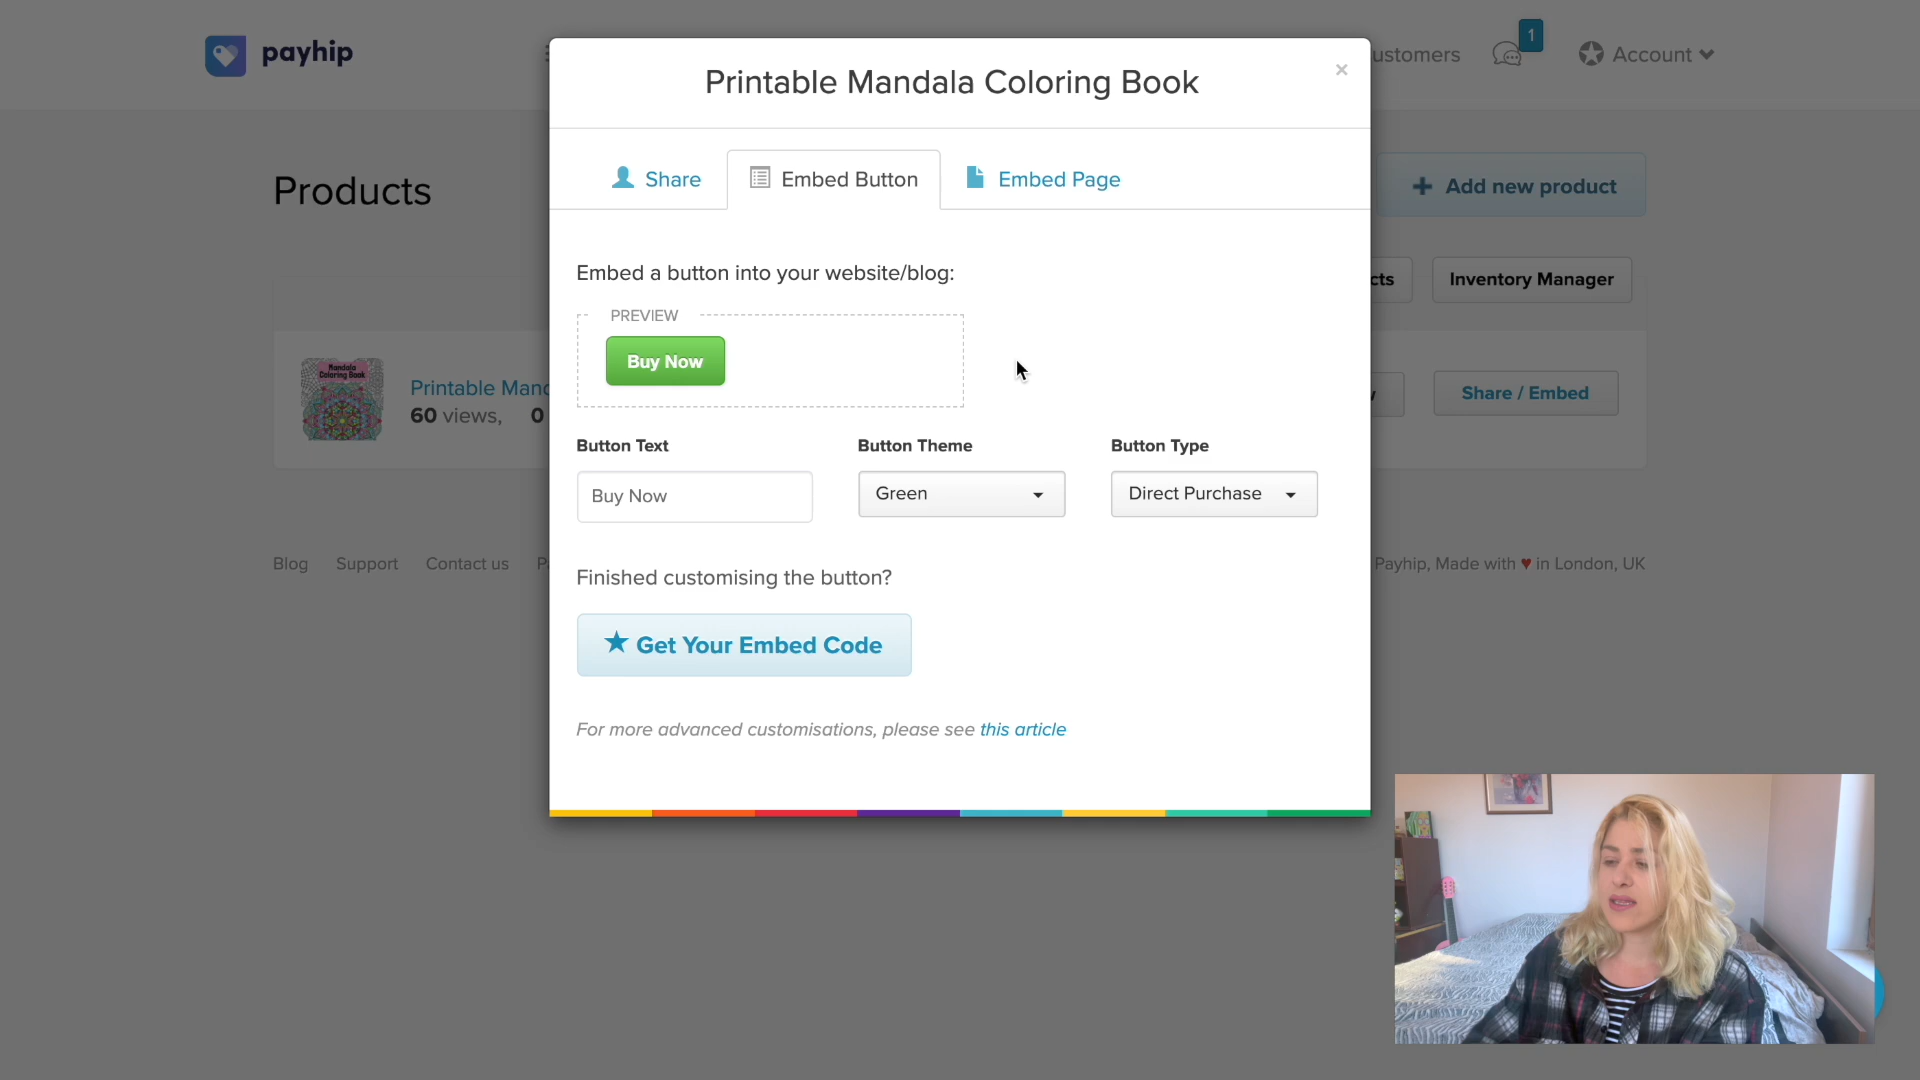 payhip
ustomers
1
Account
Printable Mandala Coloring Book
×
Share
Embed Button
Embed Page
Products
Add new product
Embed a button into your website/blog:
cts
Inventory Manager
PREVIEW
Buy Now
Mandala
Coloring Book
Printable Mand
60 views, 0
Share / Embed
Button Text
Button Theme
Button Type
Buy Now
Green
Direct Purchase
Blog
Support
Contact us
Payhip, Made with ♥ in London, UK
Finished customising the button?
★ Get Your Embed Code
For more advanced customisations, please see this article